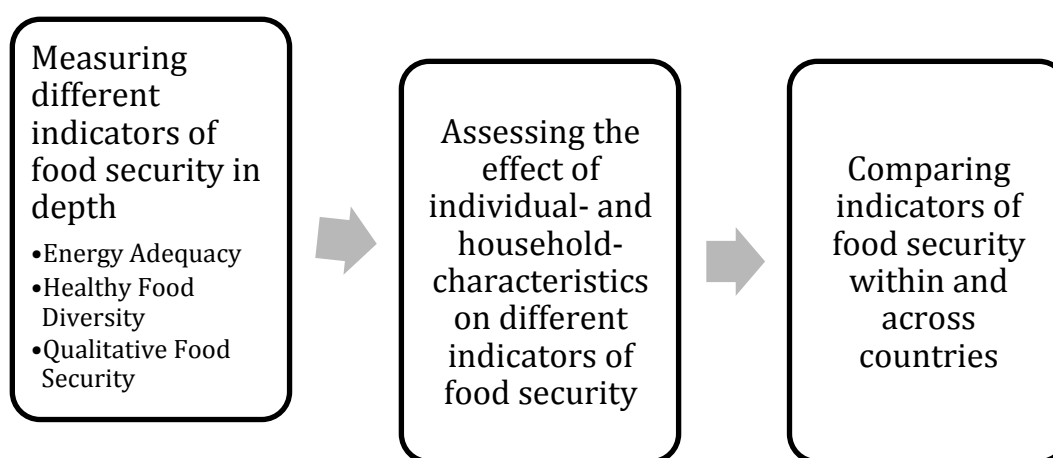 Measuring
different
indicators of
food security in
depth
•Energy Adequacy
•Healthy Food
Diversity
•Qualitative Food
Security
Assessing the
effect of
individual- and
household-
characteristics
on different
indicators of
food security
Comparing
indicators of
food security
within and
across
countries